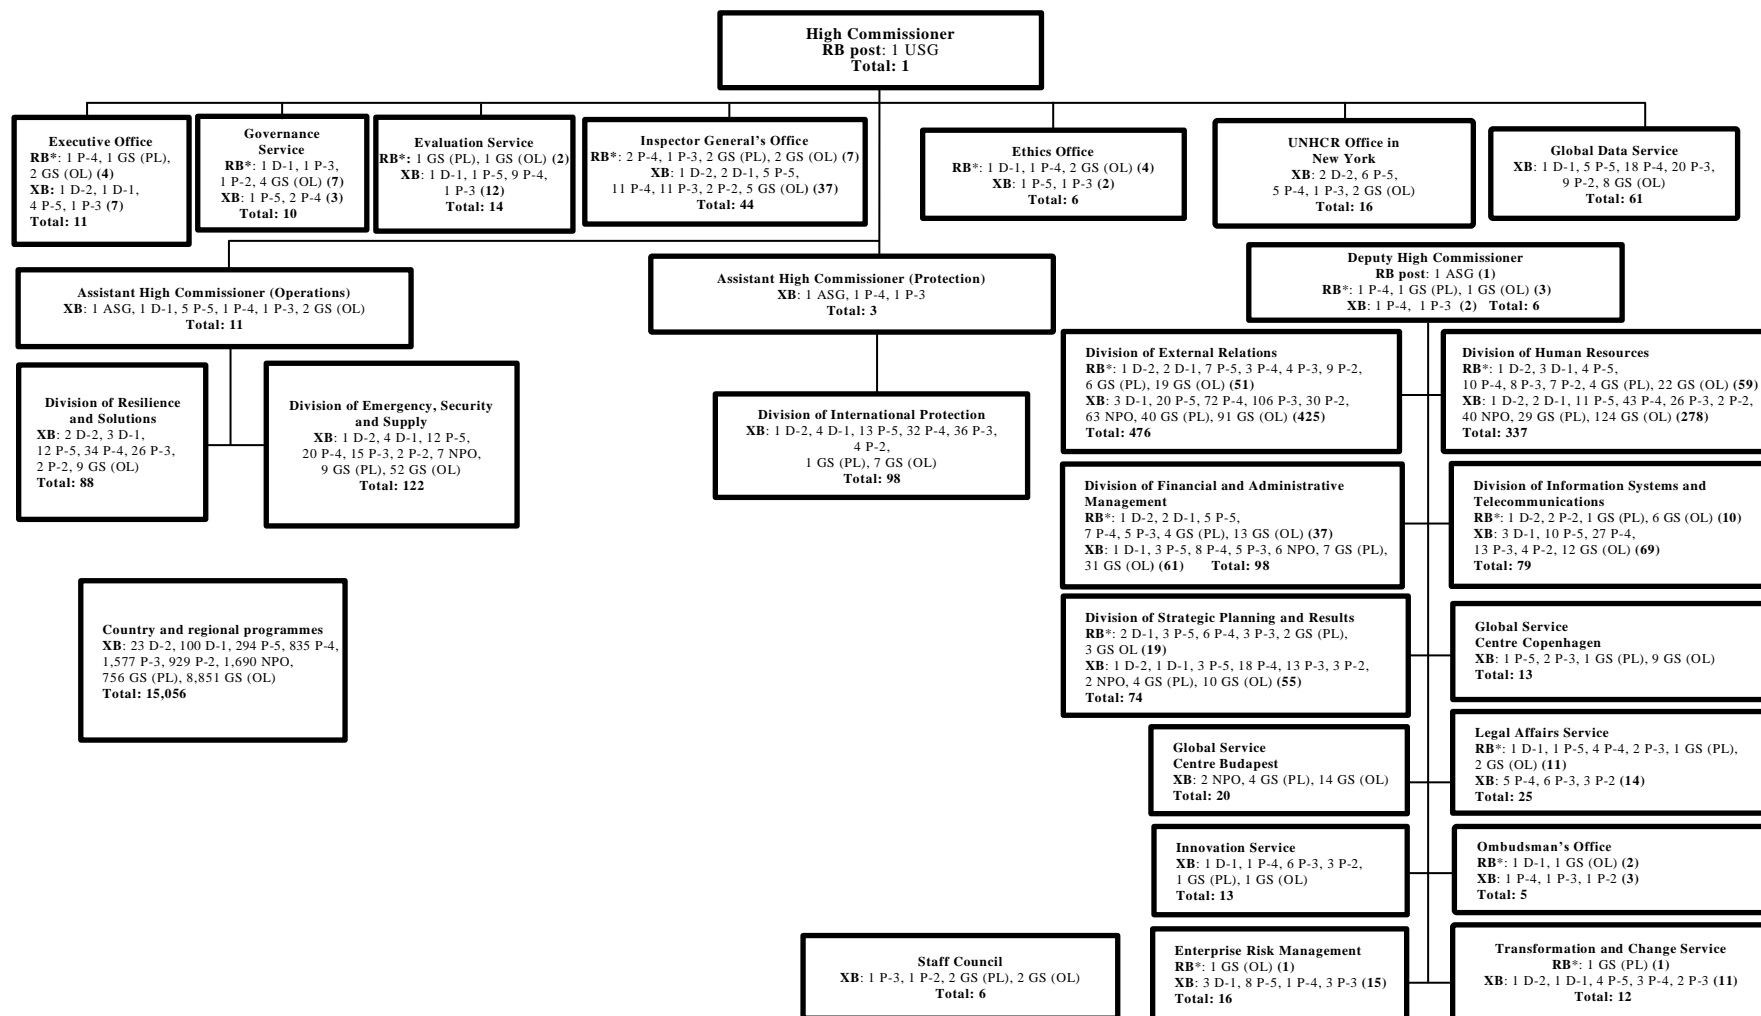 High Commissioner
RB post: 1 USG
Total: 1
Executive Office
RB*: 1 P-4, 1 GS (PL),
2 GS (OL) (4)
XB: 1 D-2, 1 D-1,
4 P-5, 1 P-3 (7)
Total: 11
Governance
Service
RB*: 1 D-1, 1 P-3,
1 P-2, 4 GS (OL) (7)
XB: 1 P-5, 2 P-4 (3)
Total: 10
Evaluation Service
RB*: 1 GS (PL), 1 GS (OL) (2)
XB: 1 D-1, 1 P-5, 9 P-4,
1 P-3 (12)
Total: 14
Inspector General's Office
RB*: 2 P-4, 1 P-3, 2 GS (PL), 2 GS (OL) (7)
XB: 1 D-2, 2 D-1, 5 P-5,
11 P-4, 11 P-3, 2 P-2, 5 GS (OL) (37)
Total: 44
Ethics Office
RB*: 1 D-1, 1 P-4, 2 GS (OL) (4)
XB: 1 P-5, 1 P-3 (2)
Total: 6
UNHCR Office in
New York
XB: 2 D-2, 6 P-5,
5 P-4, 1 P-3, 2 GS (OL)
Total: 16
Global Data Service
XB: 1 D-1, 5 P-5, 18 P-4, 20 P-3,
9 P-2, 8 GS (OL)
Total: 61
Assistant High Commissioner (Operations)
XB: 1 ASG, 1 D-1, 5 P-5, 1 P-4, 1 P-3, 2 GS (OL)
Total: 11
Assistant High Commissioner (Protection)
XB: 1 ASG, 1 P-4, 1 P-3
Total: 3
Deputy High Commissioner
RB post: 1 ASG (1)
RB*: 1 P-4, 1 GS (PL), 1 GS (OL) (3)
XB: 1 P-4, 1 P-3 (2) Total: 6
Division of Resilience
and Solutions
XB: 2 D-2, 3 D-1,
12 P-5, 34 P-4, 26 P-3,
2 P-2, 9 GS (OL)
Total: 88
Division of Emergency, Security
and Supply
XB: 1 D-2, 4 D-1, 12 P-5,
20 P-4, 15 P-3, 2 P-2, 7 NPO,
9 GS (PL), 52 GS (OL)
Total: 122
Division of International Protection
XB: 1 D-2, 4 D-1, 13 P-5, 32 P-4, 36 P-3,
4 P-2,
1 GS (PL), 7 GS (OL)
Total: 98
Division of External Relations
RB*: 1 D-2, 2 D-1, 7 P-5, 3 P-4, 4 P-3, 9 P-2,
6 GS (PL), 19 GS (OL) (51)
XB: 3 D-1, 20 P-5, 72 P-4, 106 P-3, 30 P-2,
63 NPO, 40 GS (PL), 91 GS (OL) (425)
Total: 476
Division of Human Resources
RB*: 1 D-2, 3 D-1, 4 P-5,
10 P-4, 8 P-3, 7 P-2, 4 GS (PL), 22 GS (OL) (59)
XB: 1 D-2, 2 D-1, 11 P-5, 43 P-4, 26 P-3, 2 P-2,
40 NPO, 29 GS (PL), 124 GS (OL) (278)
Total: 337
Division of Financial and Administrative
Management
RB*: 1 D-2, 2 D-1, 5 P-5,
7 P-4, 5 P-3, 4 GS (PL), 13 GS (OL) (37)
XB: 1 D-1, 3 P-5, 8 P-4, 5 P-3, 6 NPO, 7 GS (PL),
31 GS (OL) (61) Total: 98
Division of Information Systems and
Telecommunications
RB*: 1 D-2, 2 P-2, 1 GS (PL), 6 GS (OL) (10)
XB: 3 D-1, 10 P-5, 27 P-4,
13 P-3, 4 P-2, 12 GS (OL) (69)
Total: 79
Country and regional programmes
XB: 23 D-2, 100 D-1, 294 P-5, 835 P-4,
1,577 P-3, 929 P-2, 1,690 NPO,
756 GS (PL), 8,851 GS (OL)
Total: 15,056
Division of Strategic Planning and Results
RB*: 2 D-1, 3 P-5, 6 P-4, 3 P-3, 2 GS (PL),
3 GS OL (19)
XB: 1 D-2, 1 D-1, 3 P-5, 18 P-4, 13 P-3, 3 P-2,
2 NPO, 4 GS (PL), 10 GS (OL) (55)
Total: 74
Global Service
Centre Copenhagen
XB: 1 P-5, 2 P-3, 1 GS (PL), 9 GS (OL)
Total: 13
Global Service
Centre Budapest
XB: 2 NPO, 4 GS (PL), 14 GS (OL)
Total: 20
Legal Affairs Service
RB*: 1 D-1, 1 P-5, 4 P-4, 2 P-3, 1 GS (PL),
2 GS (OL) (11)
XB: 5 P-4, 6 P-3, 3 P-2 (14)
Total: 25
Innovation Service
XB: 1 D-1, 1 P-4, 6 P-3, 3 P-2,
1 GS (PL), 1 GS (OL)
Total: 13
Ombudsman's Office
RB*: 1 D-1, 1 GS (OL) (2)
XB: 1 P-4, 1 P-3, 1 P-2 (3)
Total: 5
Staff Council
XB: 1 P-3, 1 P-2, 2 GS (PL), 2 GS (OL)
Total: 6
Enterprise Risk Management
RB*: 1 GS (OL) (1)
XB: 3 D-1, 8 P-5, 1 P-4, 3 P-3 (15)
Total: 16
Transformation and Change Service
RB*: 1 GS (PL) (1)
XB: 1 D-2, 1 D-1, 4 P-5, 3 P-4, 2 P-3 (11)
Total: 12